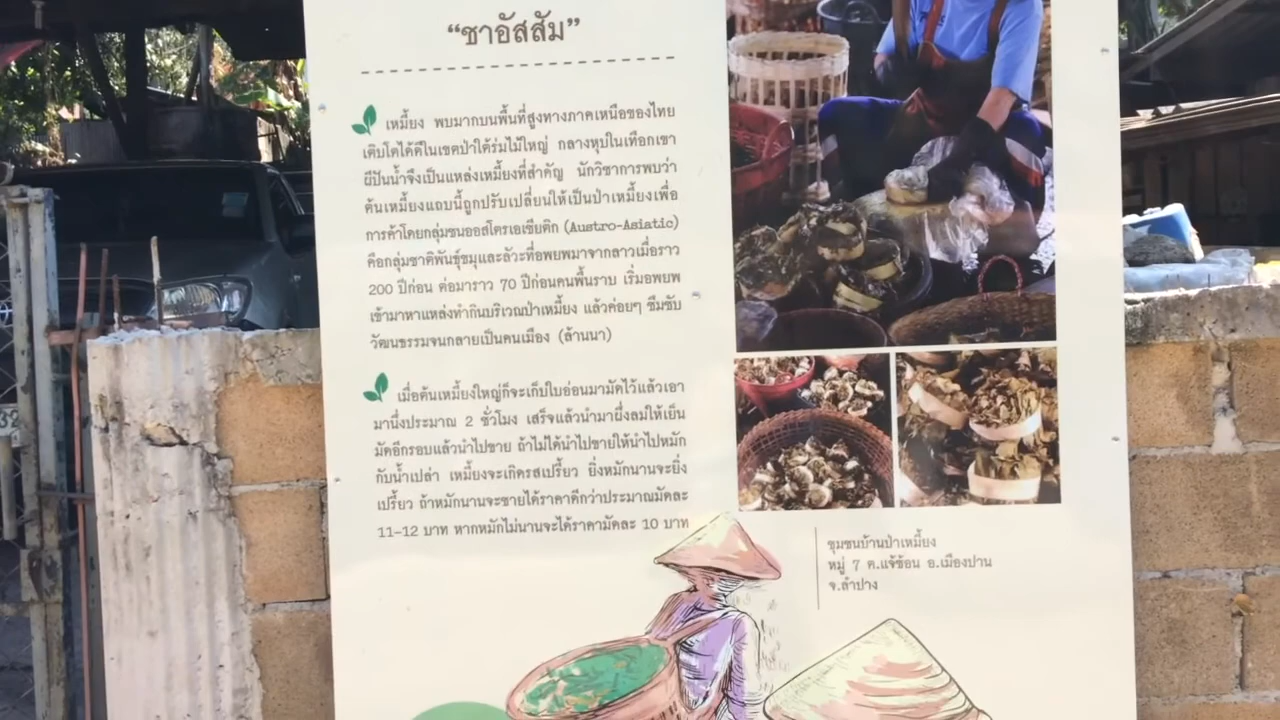 “ชาอัสสัม”
เหมี้ยง พบมากบนพื้นที่สูงทางภาคเหนือของไทย
เติบโตได้ดีในเขตป่าใต้ร่มไม้ใหญ่ กลางหุบในเทือกเขา
ผีปันน้ำจึงเป็นแหล่งเหมี้ยงที่สำคัญ นักวิชาการพบว่า
ต้นเหมี้ยงแถบนี้ถูกปรับเปลี่ยนให้เป็นป่าเหมี้ยงเพื่อ
การค้าโดยกลุ่มชนออสโตรเอเซียติก (Austro-Asiatic)
คือกลุ่มชาติพันธุ์ขมุและลัวะที่อพยพมาจากลาวเมื่อราว
200 ปีก่อน ต่อมาราว 70 ปีก่อนคนพื้นราบ เริ่มอพยพ
เข้ามาหาแหล่งทำกินบริเวณป่าเหมี้ยง แล้วค่อยๆ ซึมซับ
วัฒนธรรมจนกลายเป็นคนเมือง (ล้านนา)
เมื่อต้นเหมี้ยงใหญ่ก็จะเก็บใบอ่อนมามัดไว้แล้วเอา
มานึ่งประมาณ 2 ชั่วโมง เสร็จแล้วนำมาผึ่งลมให้เย็น
มัดอีกรอบแล้วนำไปขาย ถ้าไม่ได้นำไปขายให้นำไปหมัก
กับน้ำเปล่า เหมี้ยงจะเกิดรสเปรี้ยว ยิ่งหมักนานจะยิ่ง
เปรี้ยว ถ้าหมักนานจะขายได้ราคาดีกว่าประมาณมัดละ
11-12 บาท หากหมักไม่นานจะได้ราคามัดละ 10 บาท
ชุมชนบ้านป่าเหมี้ยง
หมู่ 7 ต.แจ้ซ้อน อ.เมืองปาน
จ.ลำปาง